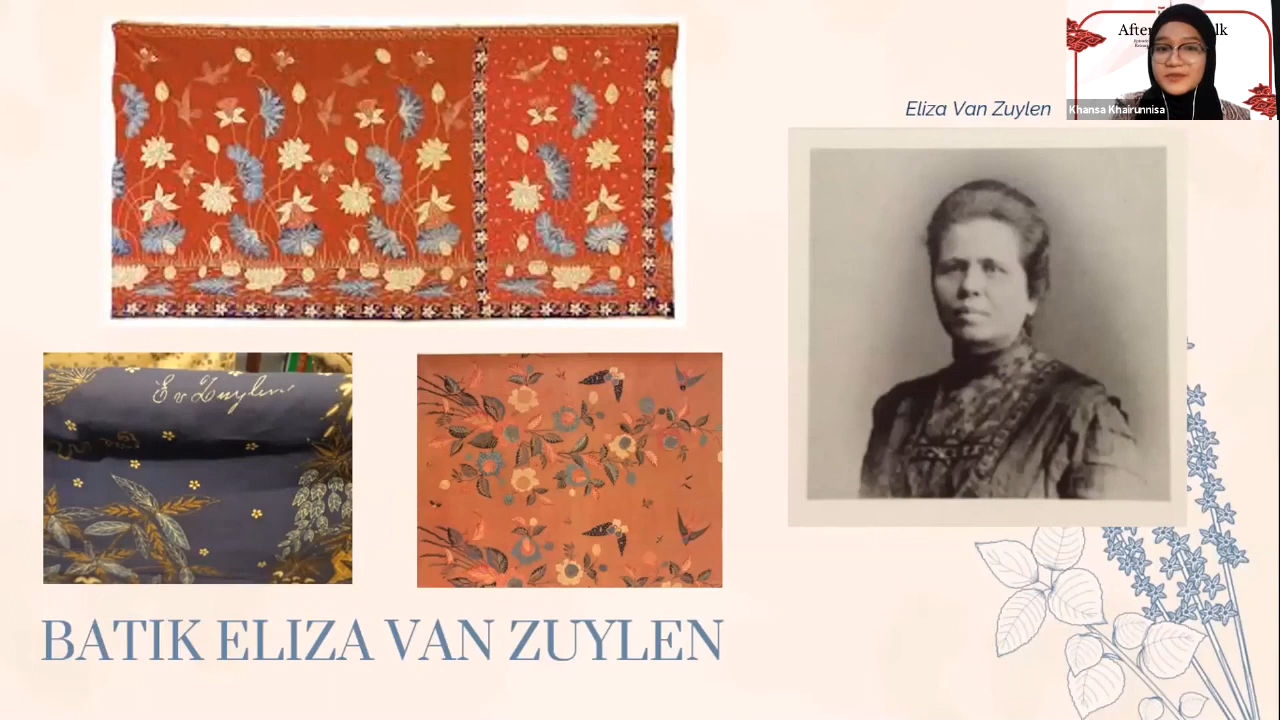 Eliza Van Zuylen
Khansa Khairunnisa
E v Zuylen
BATIK ELIZA VAN ZUYLEN